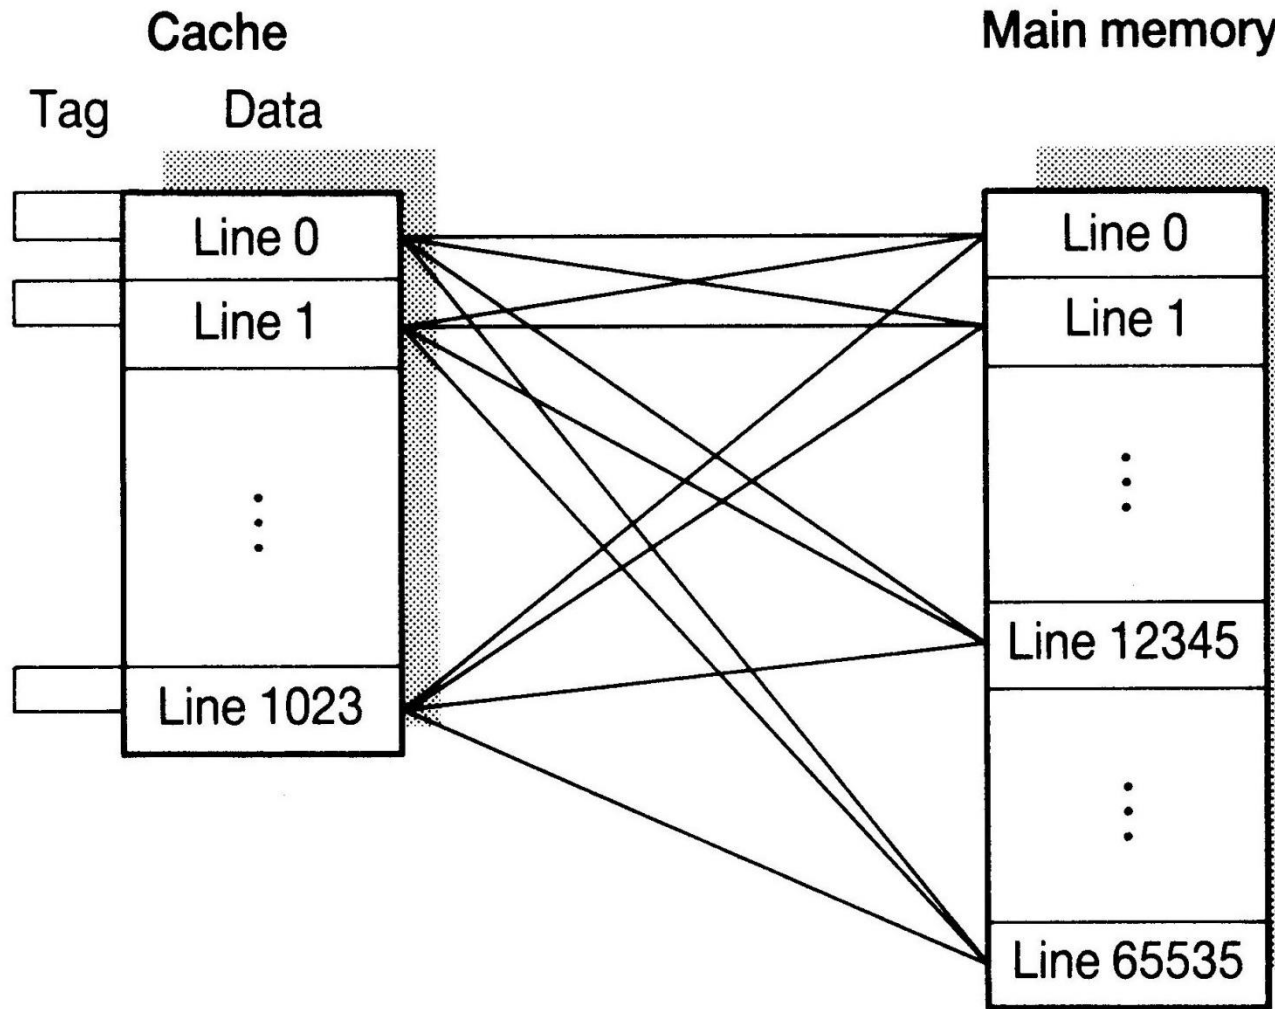 Cache
Main memory
Tag
Data
Line 0
Line 1
Line 1023
Line 0
Line 1
Line 12345
Line 65535